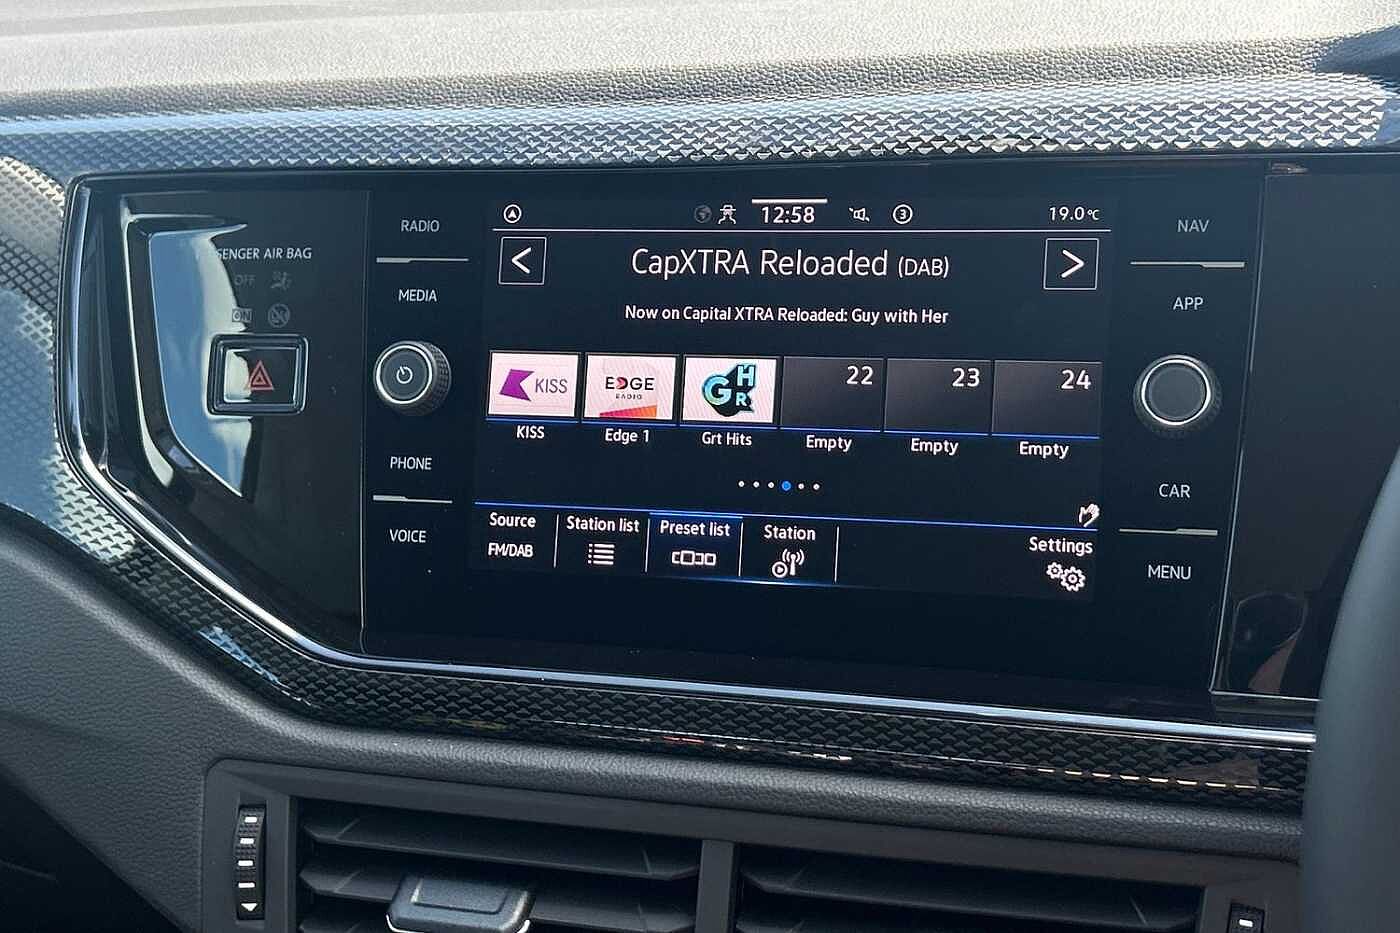 SENGER AIR BAG
OFF
ON
RADIO
MEDIA
PHONE
VOICE
12:58
3
19.0°C
<
CapXTRA Reloaded (DAB)
>
Now on Capital XTRA Reloaded: Guy with Her
KISS
EDGE
RADIO
GHR
22
23
24
KISS
Edge 1
Grt Hits
Empty
Empty
Empty
Source
FM/DAB
Station list
Preset list
Station
Settings
NAV
APP
CAR
MENU